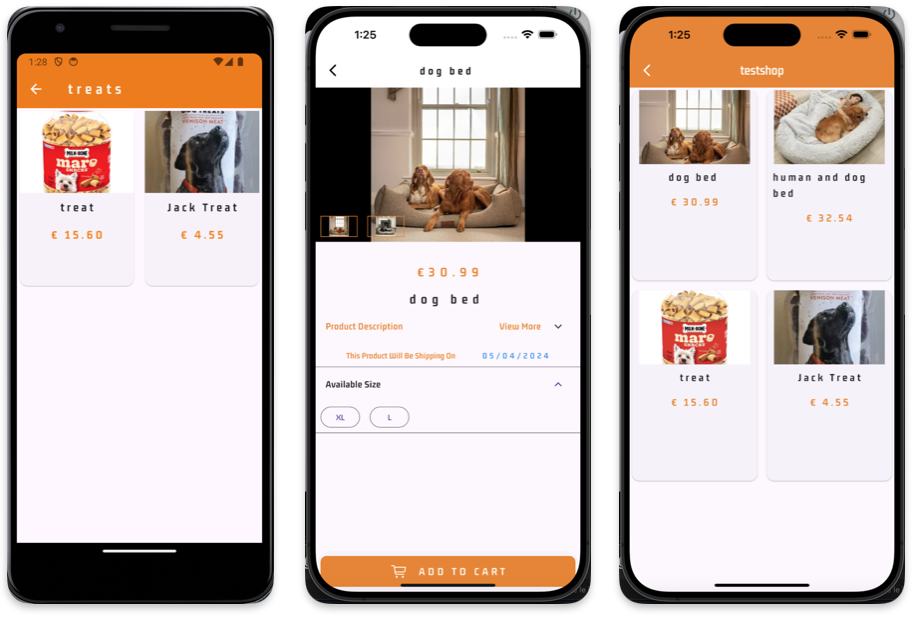 1:28
treats
MILK-BONE
maro
SNACKS
DOG TREATS
VENISON MEAT
treat
Jack Treat
€ 15.60
€ 4.55
1:25
dog bed
€30.99
dog bed
Product Description
View More
This Product Will Be Shipping On
05/04/2024
Available Size
XL
L
ADD TO CART
1:25
testshop
dog bed
human and dog
bed
€ 30.99
€ 32.54
MILK-BONE
maro
SNACKS
VENISON MEAT
treat
Jack Treat
€ 15.60
€ 4.55